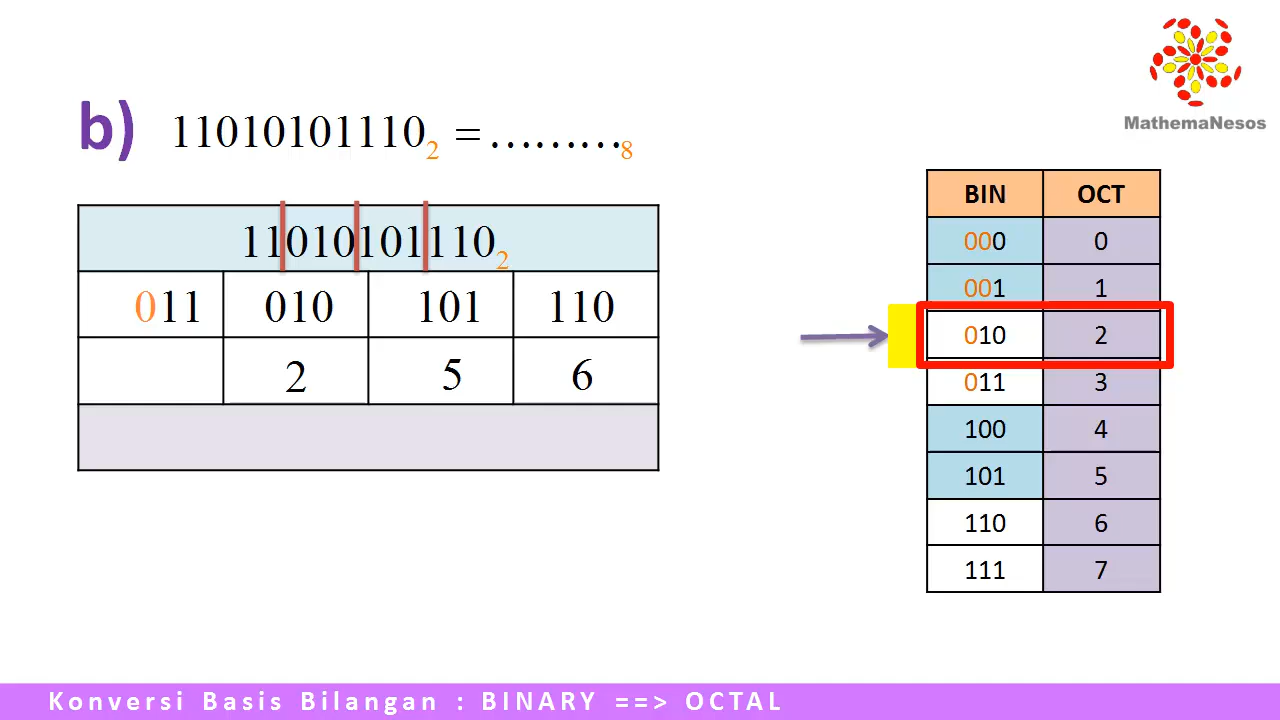 MathemaNesos
b) 11010101110₂ = ………₈
11010101110₂
011 010 101 110
2 5 6
BIN OCT
000 0
001 1
010 2
011 3
100 4
101 5
110 6
111 7
Konversi Basis Bilangan : BINARY ==> OCTAL